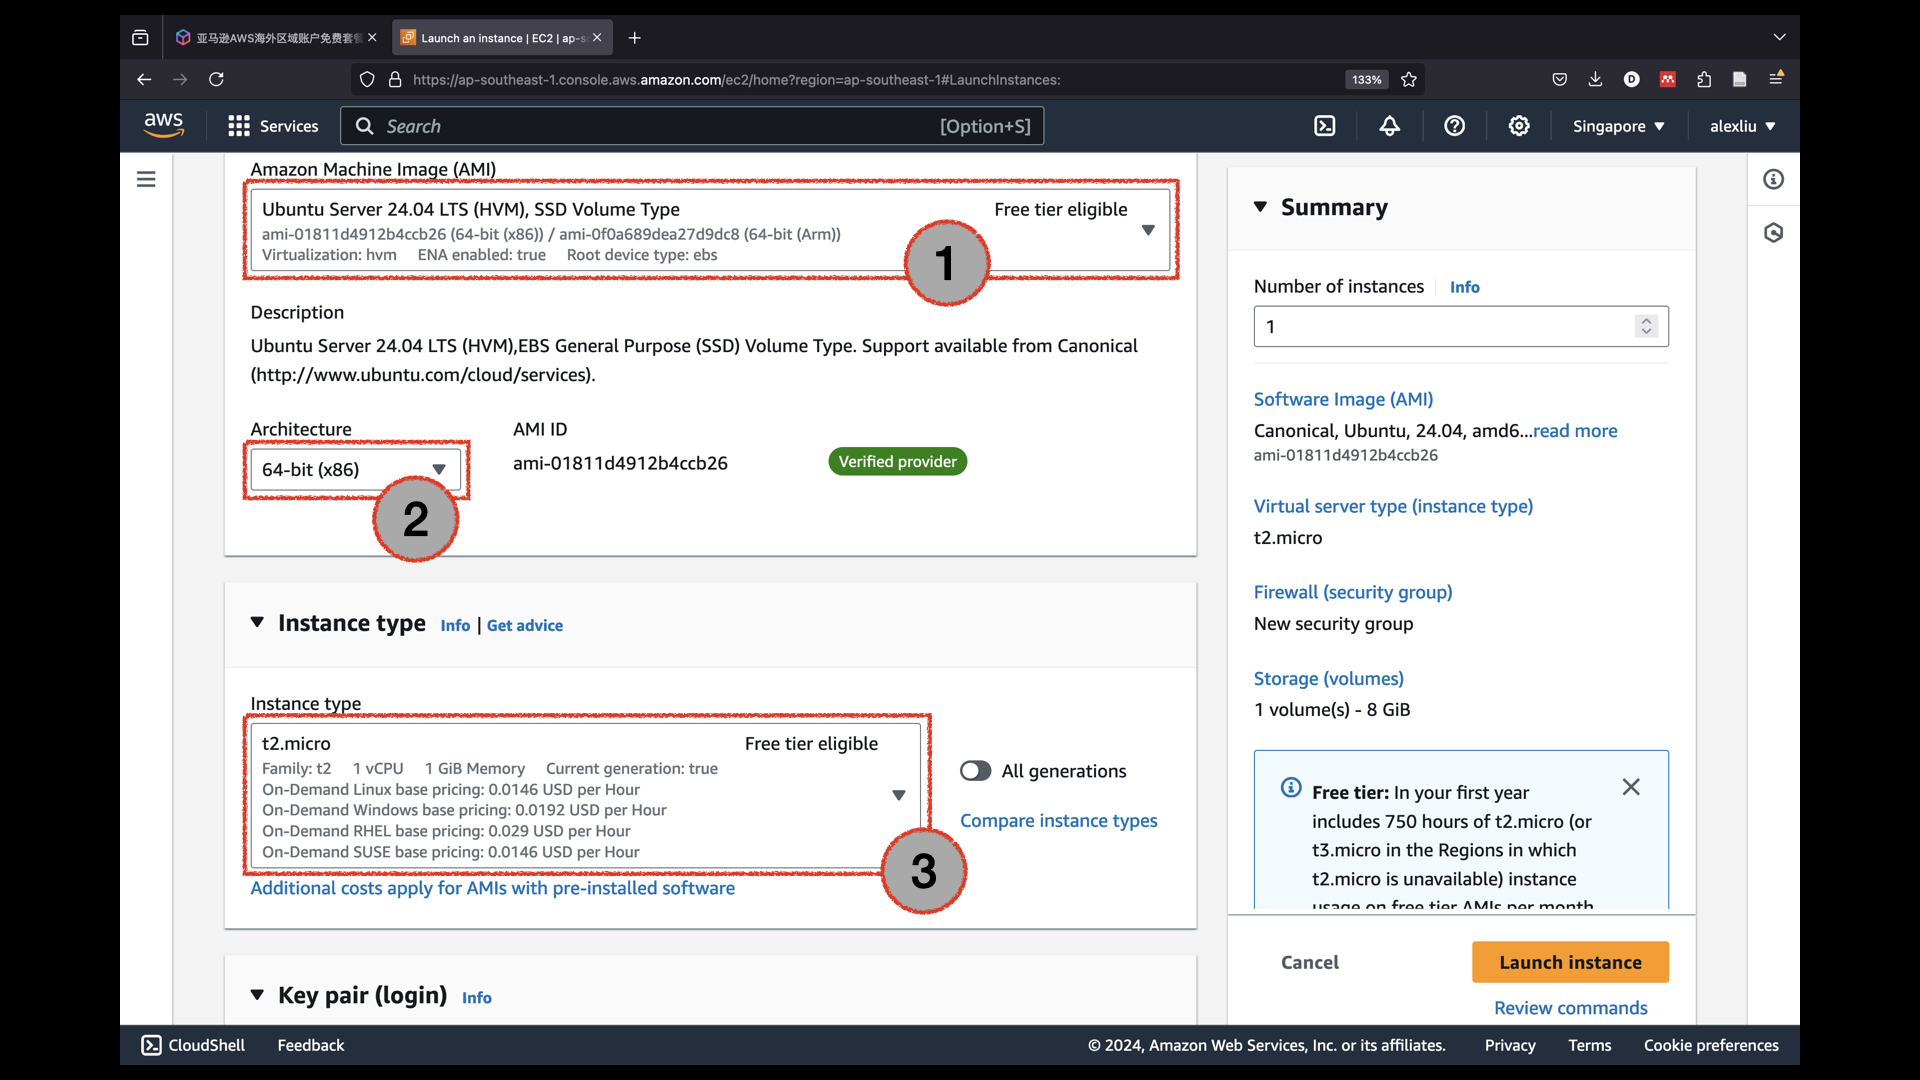 亚马逊AWS海外区域账户免费套餐
Launch an instance | EC2 | ap-s
https://ap-southeast-1.console.aws.amazon.com/ec2/home?region=ap-southeast-1#LaunchInstances:
133%
D
aws
Services
Search
[Option+S]
Singapore
alexliu
Amazon Machine Image (AMI)
Ubuntu Server 24.04 LTS (HVM), SSD Volume Type
Free tier eligible
ami-01811d4912b4ccb26 (64-bit (x86)) / ami-0f0a689dea27d9dc8 (64-bit (Arm))
Virtualization: hvm ENA enabled: true Root device type: ebs
1
Description
Ubuntu Server 24.04 LTS (HVM),EBS General Purpose (SSD) Volume Type. Support available from Canonical
(http://www.ubuntu.com/cloud/services).
Architecture
AMI ID
64-bit (x86)
ami-01811d4912b4ccb26
Verified provider
2
Instance type
Info | Get advice
Instance type
t2.micro
Free tier eligible
Family: t2 1 vCPU 1 GiB Memory Current generation: true
On-Demand Linux base pricing: 0.0146 USD per Hour
On-Demand Windows base pricing: 0.0192 USD per Hour
On-Demand RHEL base pricing: 0.029 USD per Hour
On-Demand SUSE base pricing: 0.0146 USD per Hour
3
All generations
Compare instance types
Additional costs apply for AMIs with pre-installed software
Key pair (login)
Info
Summary
Number of instances
Info
1
Software Image (AMI)
Canonical, Ubuntu, 24.04, amd6...read more
ami-01811d4912b4ccb26
Virtual server type (instance type)
t2.micro
Firewall (security group)
New security group
Storage (volumes)
1 volume(s) - 8 GiB
Free tier: In your first year
includes 750 hours of t2.micro (or
t3.micro in the Regions in which
t2.micro is unavailable) instance
usage on free tier AMIs per month
Cancel
Launch instance
Review commands
CloudShell
Feedback
© 2024, Amazon Web Services, Inc. or its affiliates.
Privacy
Terms
Cookie preferences